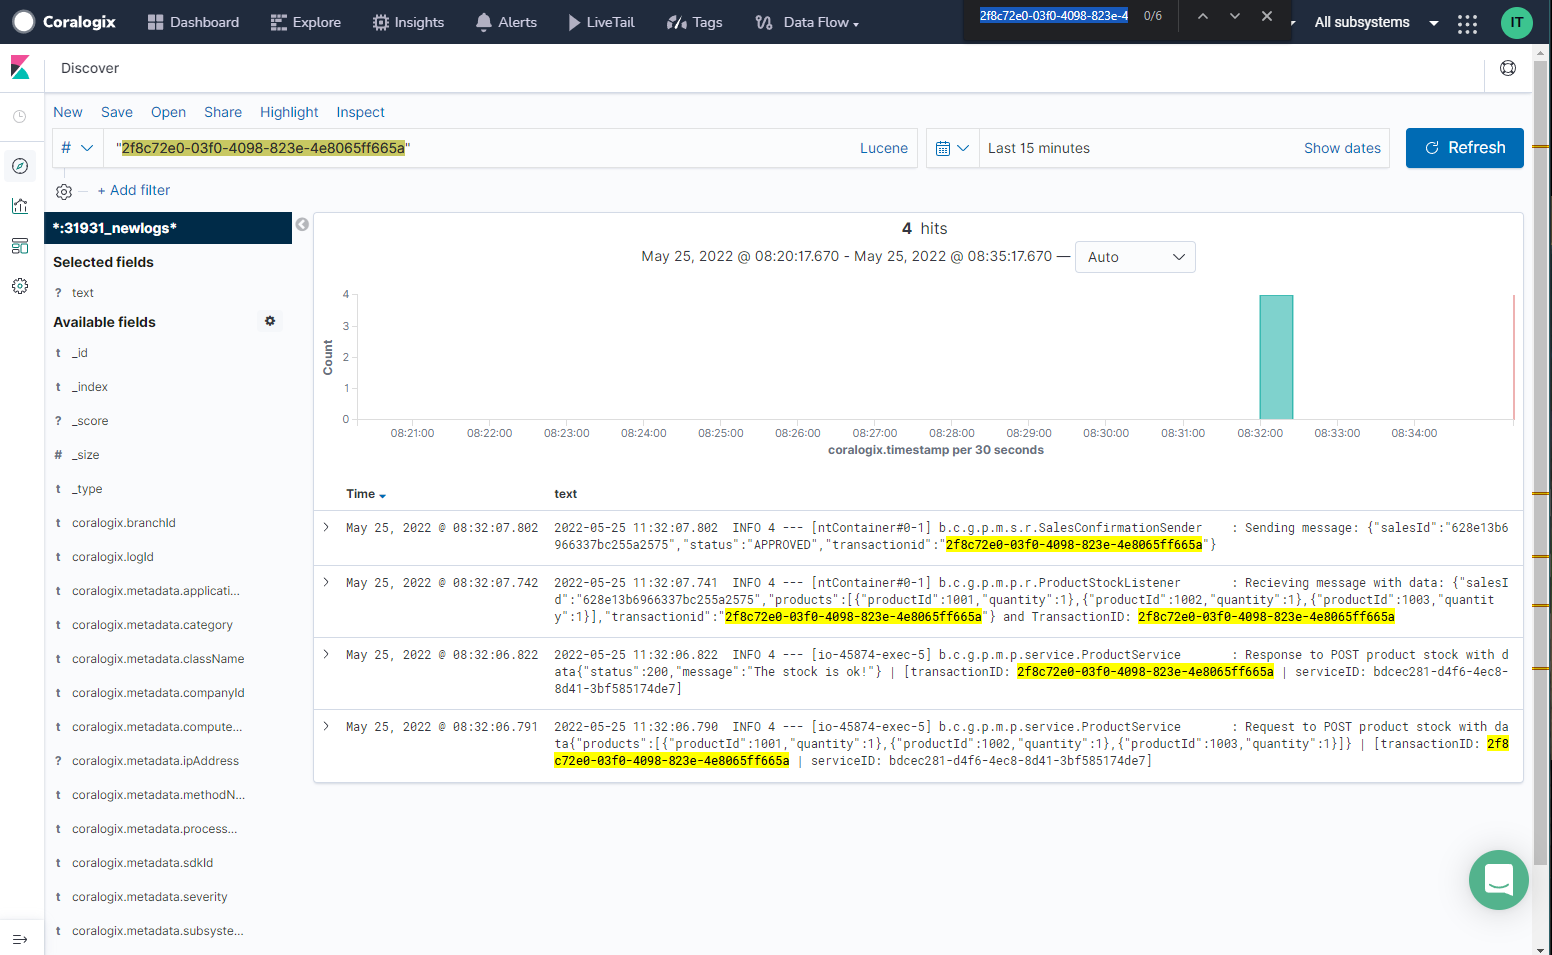 Coralogix Dashboard Explore Insights Alerts LiveTail Tags Data Flow 2f8c72e0-03f0-4098-823e-4 0/6 All subsystems IT
Discover
New Save Open Share Highlight Inspect
# "2f8c72e0-03f0-4098-823e-4e8065ff665a" Lucene Last 15 minutes Show dates Refresh
+ Add filter
*:31931_newlogs*
Selected fields
? text
Available fields
t _id
t _index
? _score
# _size
t _type
t coralogix.branchId
t coralogix.logId
t coralogix.metadata.applicati...
t coralogix.metadata.category
t coralogix.metadata.className
t coralogix.metadata.companyId
t coralogix.metadata.compute...
? coralogix.metadata.ipAddress
t coralogix.metadata.methodN...
t coralogix.metadata.process...
t coralogix.metadata.sdkId
t coralogix.metadata.severity
t coralogix.metadata.subsyste...
4 hits
May 25, 2022 @ 08:20:17.670 - May 25, 2022 @ 08:35:17.670 — Auto
Count
4
3
2
1
0
08:21:00 08:22:00 08:23:00 08:24:00 08:25:00 08:26:00 08:27:00 08:28:00 08:29:00 08:30:00 08:31:00 08:32:00 08:33:00 08:34:00
coralogix.timestamp per 30 seconds
Time text
May 25, 2022 @ 08:32:07.802 2022-05-25 11:32:07.802 INFO 4 --- [ntContainer#0-1] b.c.g.p.m.s.r.SalesConfirmationSender : Sending message: {"salesId":"628e13b6
966337bc255a2575","status":"APPROVED","transactionid":"2f8c72e0-03f0-4098-823e-4e8065ff665a"}
May 25, 2022 @ 08:32:07.742 2022-05-25 11:32:07.741 INFO 4 --- [ntContainer#0-1] b.c.g.p.m.p.r.ProductStockListener : Recieving message with data: {"salesI
d":"628e13b6966337bc255a2575","products":[{"productId":1001,"quantity":1},{"productId":1002,"quantity":1},{"productId":1003,"quantit
y":1}],"transactionid":"2f8c72e0-03f0-4098-823e-4e8065ff665a"} and TransactionID: 2f8c72e0-03f0-4098-823e-4e8065ff665a
May 25, 2022 @ 08:32:06.822 2022-05-25 11:32:06.822 INFO 4 --- [io-45874-exec-5] b.c.g.p.m.p.service.ProductService : Response to POST product stock with d
ata{"status":200,"message":"The stock is ok!"} | [transactionID: 2f8c72e0-03f0-4098-823e-4e8065ff665a | serviceID: bdcec281-d4f6-4ec8-
8d41-3bf585174de7]
May 25, 2022 @ 08:32:06.791 2022-05-25 11:32:06.790 INFO 4 --- [io-45874-exec-5] b.c.g.p.m.p.service.ProductService : Request to POST product stock with da
ta{"products":[{"productId":1001,"quantity":1},{"productId":1002,"quantity":1},{"productId":1003,"quantity":1}]} | [transactionID: 2f8
c72e0-03f0-4098-823e-4e8065ff665a | serviceID: bdcec281-d4f6-4ec8-8d41-3bf585174de7]